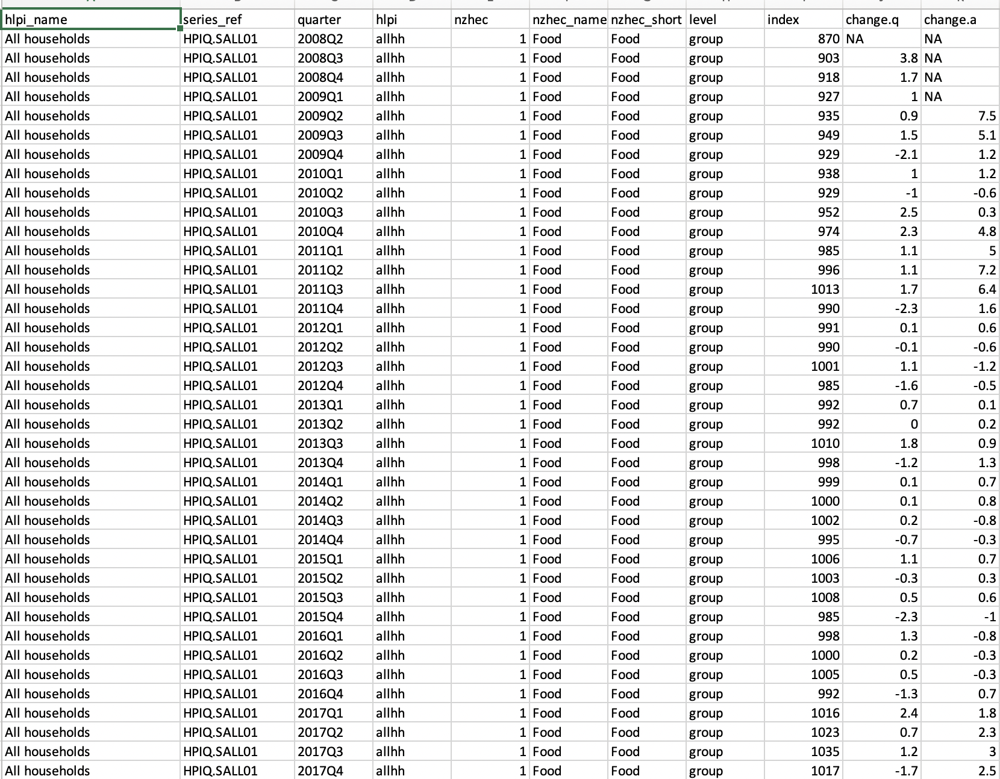 hlpi_name series_ref quarter hlpi nzhec nzhec_name nzhec_short level index change.q change.a
All households HPIQ.SALL01 2008Q2 allhh 1 Food Food group 870 NA NA
All households HPIQ.SALL01 2008Q3 allhh 1 Food Food group 903 3.8 NA
All households HPIQ.SALL01 2008Q4 allhh 1 Food Food group 918 1.7 NA
All households HPIQ.SALL01 2009Q1 allhh 1 Food Food group 927 1 NA
All households HPIQ.SALL01 2009Q2 allhh 1 Food Food group 935 0.9 7.5
All households HPIQ.SALL01 2009Q3 allhh 1 Food Food group 949 1.5 5.1
All households HPIQ.SALL01 2009Q4 allhh 1 Food Food group 929 -2.1 1.2
All households HPIQ.SALL01 2010Q1 allhh 1 Food Food group 938 1 1.2
All households HPIQ.SALL01 2010Q2 allhh 1 Food Food group 929 -1 -0.6
All households HPIQ.SALL01 2010Q3 allhh 1 Food Food group 952 2.5 0.3
All households HPIQ.SALL01 2010Q4 allhh 1 Food Food group 974 2.3 4.8
All households HPIQ.SALL01 2011Q1 allhh 1 Food Food group 985 1.1 5
All households HPIQ.SALL01 2011Q2 allhh 1 Food Food group 996 1.1 7.2
All households HPIQ.SALL01 2011Q3 allhh 1 Food Food group 1013 1.7 6.4
All households HPIQ.SALL01 2011Q4 allhh 1 Food Food group 990 -2.3 1.6
All households HPIQ.SALL01 2012Q1 allhh 1 Food Food group 991 0.1 0.6
All households HPIQ.SALL01 2012Q2 allhh 1 Food Food group 990 -0.1 -0.6
All households HPIQ.SALL01 2012Q3 allhh 1 Food Food group 1001 1.1 -1.2
All households HPIQ.SALL01 2012Q4 allhh 1 Food Food group 985 -1.6 -0.5
All households HPIQ.SALL01 2013Q1 allhh 1 Food Food group 992 0.7 0.1
All households HPIQ.SALL01 2013Q2 allhh 1 Food Food group 992 0 0.2
All households HPIQ.SALL01 2013Q3 allhh 1 Food Food group 1010 1.8 0.9
All households HPIQ.SALL01 2013Q4 allhh 1 Food Food group 998 -1.2 1.3
All households HPIQ.SALL01 2014Q1 allhh 1 Food Food group 999 0.1 0.7
All households HPIQ.SALL01 2014Q2 allhh 1 Food Food group 1000 0.1 0.8
All households HPIQ.SALL01 2014Q3 allhh 1 Food Food group 1002 0.2 -0.8
All households HPIQ.SALL01 2014Q4 allhh 1 Food Food group 995 -0.7 -0.3
All households HPIQ.SALL01 2015Q1 allhh 1 Food Food group 1006 1.1 0.7
All households HPIQ.SALL01 2015Q2 allhh 1 Food Food group 1003 -0.3 0.3
All households HPIQ.SALL01 2015Q3 allhh 1 Food Food group 1008 0.5 0.6
All households HPIQ.SALL01 2015Q4 allhh 1 Food Food group 985 -2.3 -1
All households HPIQ.SALL01 2016Q1 allhh 1 Food Food group 998 1.3 -0.8
All households HPIQ.SALL01 2016Q2 allhh 1 Food Food group 1000 0.2 -0.3
All households HPIQ.SALL01 2016Q3 allhh 1 Food Food group 1005 0.5 -0.3
All households HPIQ.SALL01 2016Q4 allhh 1 Food Food group 992 -1.3 0.7
All households HPIQ.SALL01 2017Q1 allhh 1 Food Food group 1016 2.4 1.8
All households HPIQ.SALL01 2017Q2 allhh 1 Food Food group 1023 0.7 2.3
All households HPIQ.SALL01 2017Q3 allhh 1 Food Food group 1035 1.2 3
All households HPIQ.SALL01 2017Q4 allhh 1 Food Food group 1017 -1.7 2.5